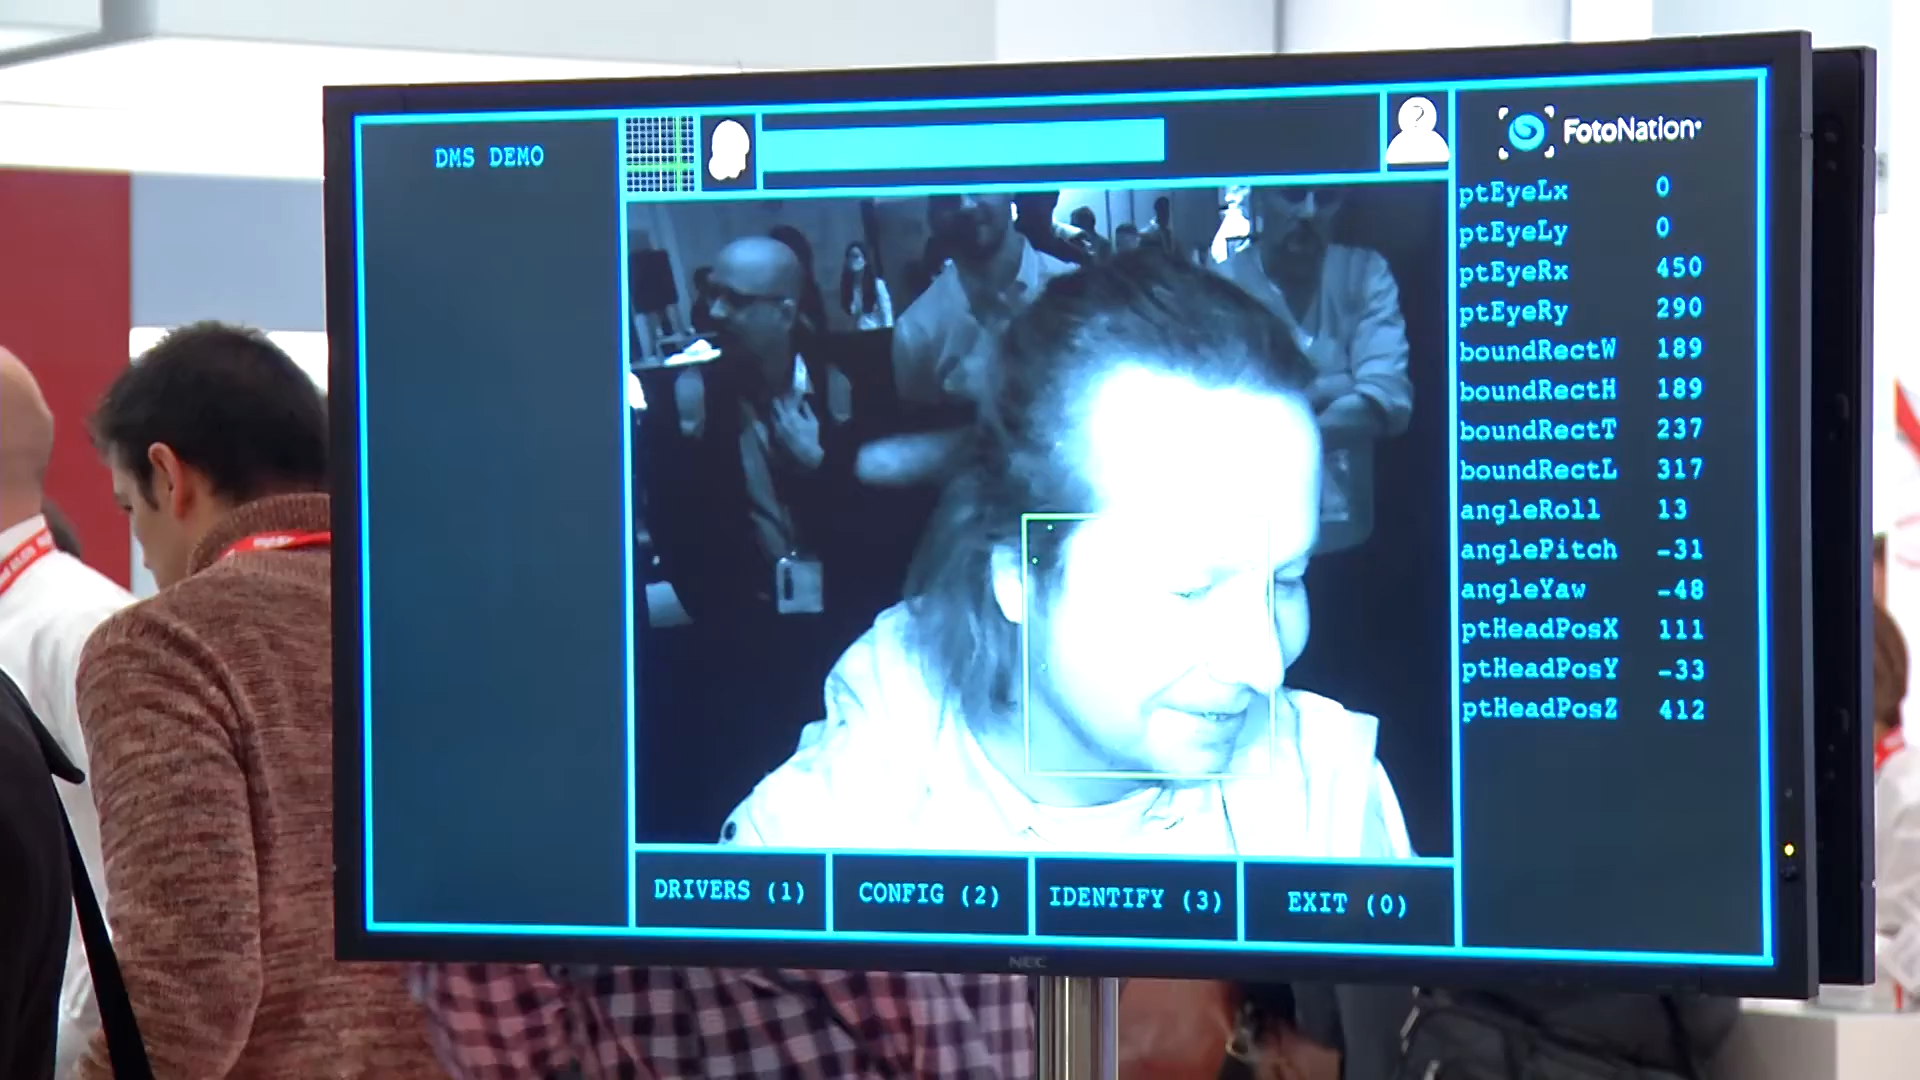 DMS DEMO
?
FotoNation
ptEyeLx 0
ptEyeLy 0
ptEyeRx 450
ptEyeRy 290
boundRectW 189
boundRectH 189
boundRectT 237
boundRectL 317
angleRoll 13
anglePitch -31
angleYaw -48
ptHeadPosX 111
ptHeadPosY -33
ptHeadPosZ 412
DRIVERS (1)
CONFIG (2)
IDENTIFY (3)
EXIT (0)
NEC